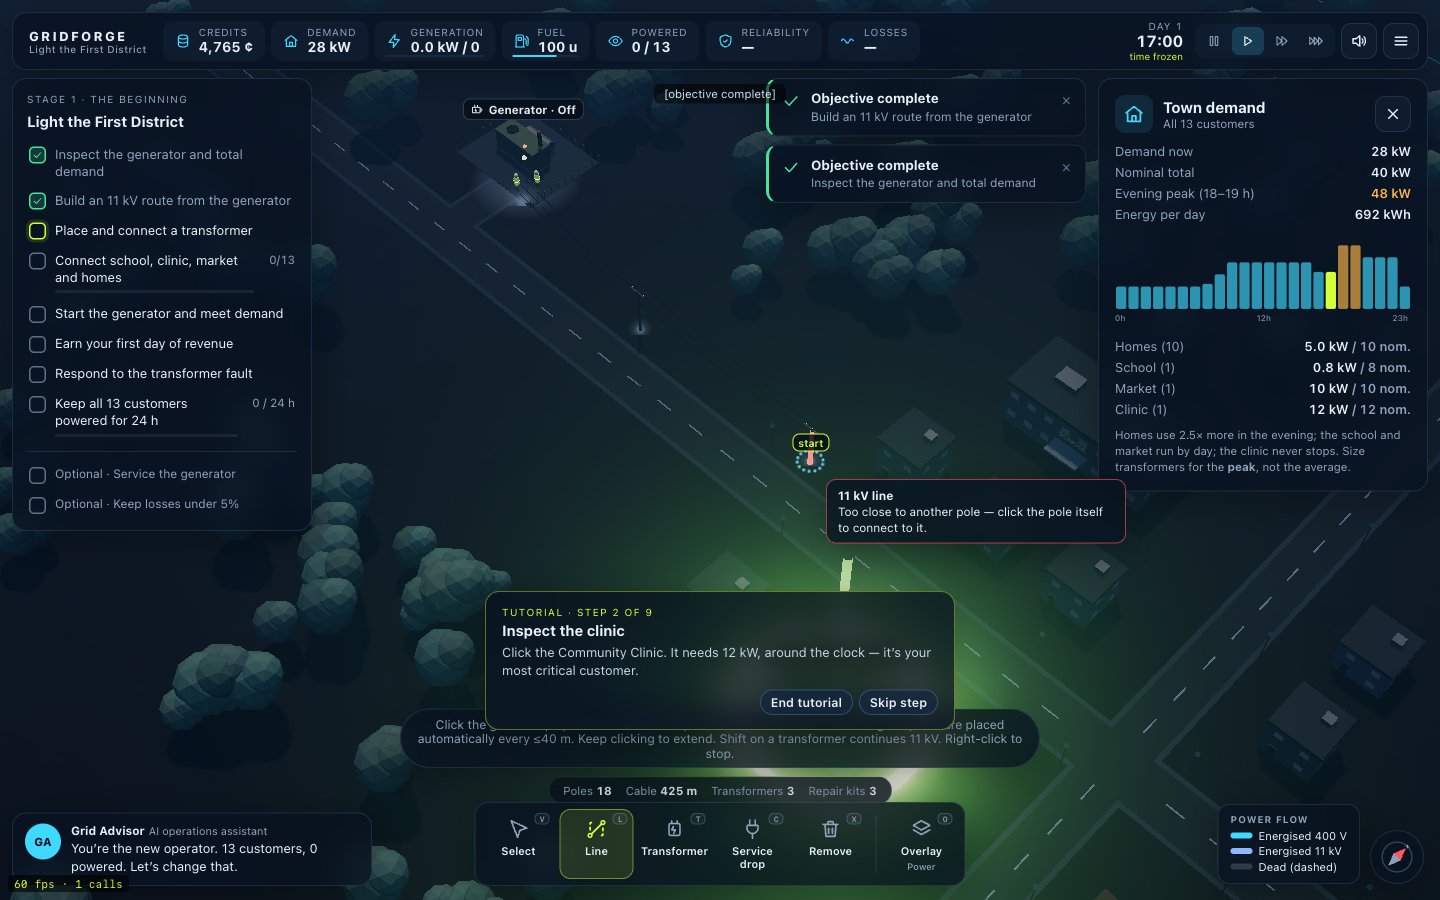 GRIDFORGE
Light the First District
CREDITS
4,765 ¢
DEMAND
28 kW
GENERATION
0.0 kW / 0
FUEL
100 u
POWERED
0 / 13
RELIABILITY
—
LOSSES
—
DAY 1
17:00
time frozen
STAGE 1 · THE BEGINNING
Light the First District
Inspect the generator and total
demand
Build an 11 kV route from the generator
Place and connect a transformer
Connect school, clinic, market
and homes
0/13
Start the generator and meet demand
Earn your first day of revenue
Respond to the transformer fault
Keep all 13 customers
powered for 24 h
0 / 24 h
Optional · Service the generator
Optional · Keep losses under 5%
Generator · Off
[objective complete]
Objective complete
Build an 11 kV route from the generator
Objective complete
Inspect the generator and total demand
Town demand
All 13 customers
Demand now 28 kW
Nominal total 40 kW
Evening peak (18–19 h) 48 kW
Energy per day 692 kWh
0h 12h 23h
Homes (10) 5.0 kW / 10 nom.
School (1) 0.8 kW / 8 nom.
Market (1) 10 kW / 10 nom.
Clinic (1) 12 kW / 12 nom.
Homes use 2.5× more in the evening; the school and
market run by day; the clinic never stops. Size
transformers for the peak, not the average.
start
11 kV line
Too close to another pole — click the pole itself
to connect to it.
TUTORIAL · STEP 2 OF 9
Inspect the clinic
Click the Community Clinic. It needs 12 kW, around the clock — it's your
most critical customer.
End tutorial
Skip step
Click the
placed
automatically every ≤40 m. Keep clicking to extend. Shift on a transformer continues 11 kV. Right-click to
stop.
Poles 18 Cable 425 m Transformers 3 Repair kits 3
V
Select
L
Line
T
Transformer
C
Service
drop
X
Remove
O
Overlay
Power
GA
Grid Advisor AI operations assistant
You're the new operator. 13 customers, 0
powered. Let's change that.
60 fps · 1 calls
POWER FLOW
Energised 400 V
Energised 11 kV
Dead (dashed)